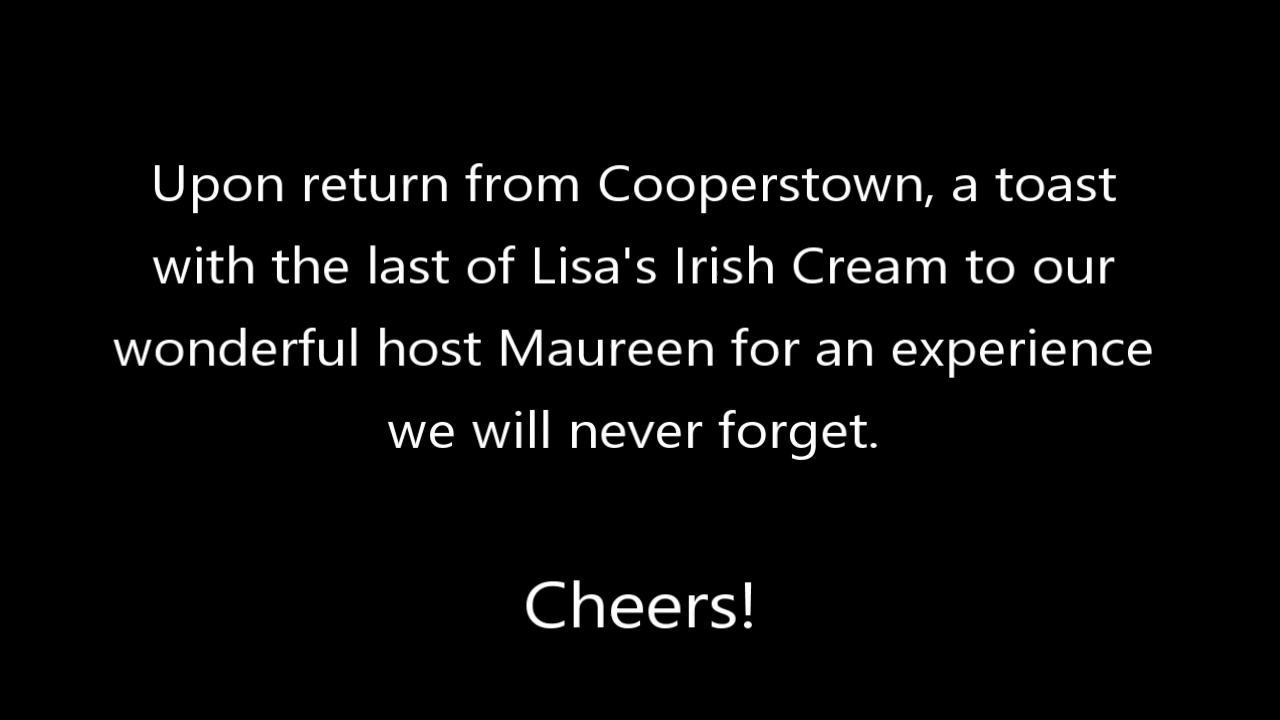 Upon return from Cooperstown, a toast
with the last of Lisa's Irish Cream to our
wonderful host Maureen for an experience
we will never forget.
Cheers!